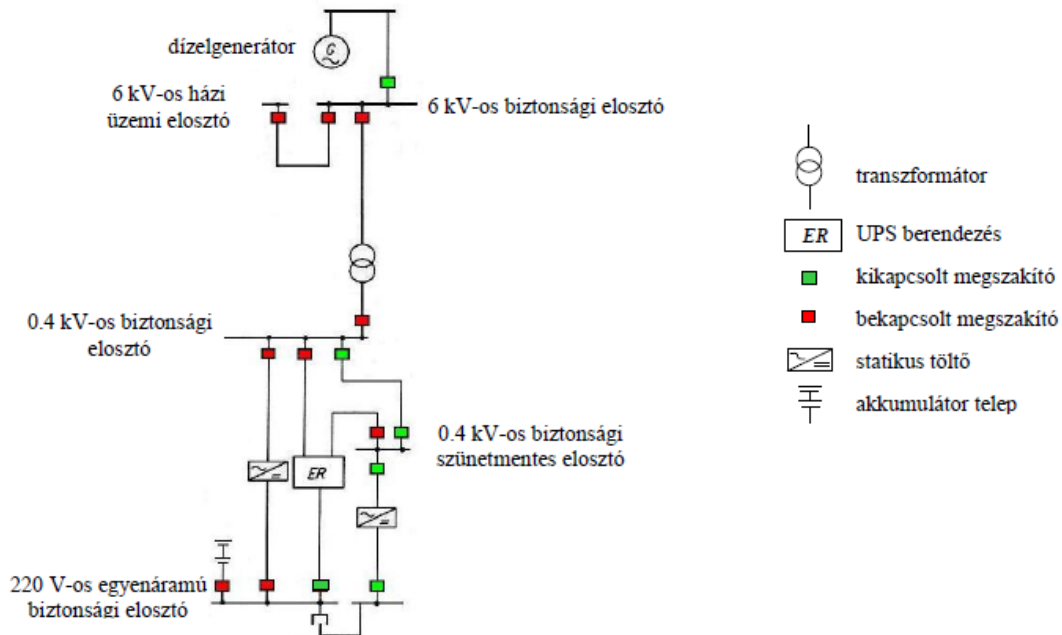 dízelgenerátor
G
6 kV-os házi
üzemi elosztó
6 kV-os biztonsági elosztó
transzformátor
ER UPS berendezés
kikapcsolt megszakító
0.4 kV-os biztonsági
elosztó
bekapcsolt megszakító
statikus töltő
akkumulátor telep
0.4 kV-os biztonsági
szünetmentes elosztó
ER
220 V-os egyenáramú
biztonsági elosztó